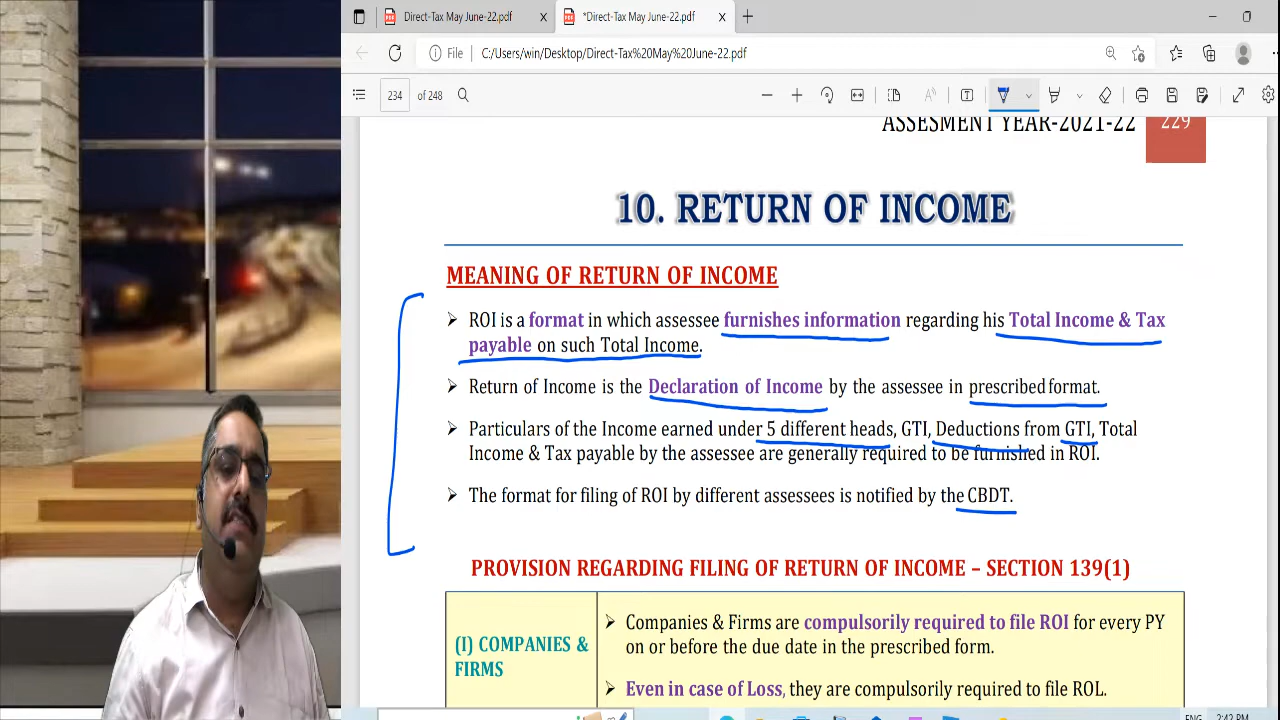 Direct-Tax May June-22.pdf
*Direct-Tax May June-22.pdf
File C:/Users/win/Desktop/Direct-Tax%20May%20June-22.pdf
234 of 248
ASSESMENT YEAR-2021-22 229
10. RETURN OF INCOME
MEANING OF RETURN OF INCOME
➢ ROI is a format in which assessee furnishes information regarding his Total Income & Tax
payable on such Total Income.
➢ Return of Income is the Declaration of Income by the assessee in prescribed format.
➢ Particulars of the Income earned under 5 different heads, GTI, Deductions from GTI, Total
Income & Tax payable by the assessee are generally required to be furnished in ROI.
➢ The format for filing of ROI by different assessees is notified by the CBDT.
PROVISION REGARDING FILING OF RETURN OF INCOME – SECTION 139(1)
(I) COMPANIES &
FIRMS
➢ Companies & Firms are compulsorily required to file ROI for every PY
on or before the due date in the prescribed form.
➢ Even in case of Loss, they are compulsorily required to file ROL.
ENG 2:42 PM